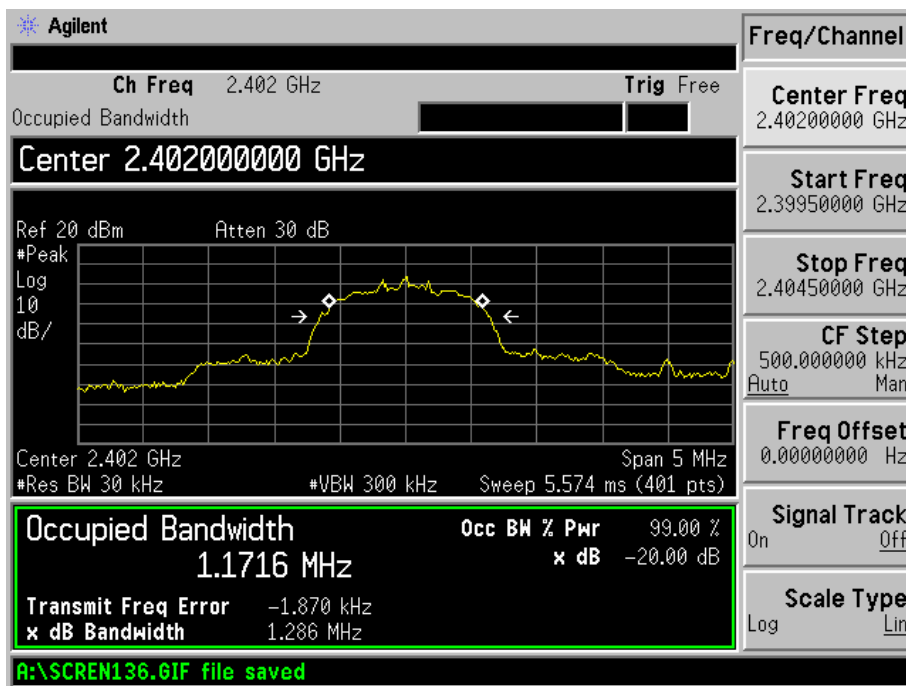 Agilent
Freq/Channel
Ch Freq 2.402 GHz Trig Free
Occupied Bandwidth
Center 2.402000000 GHz
Ref 20 dBm Atten 30 dB
#Peak
Log
10
dB/
Center 2.402 GHz Span 5 MHz
#Res BW 30 kHz #VBW 300 kHz Sweep 5.574 ms (401 pts)
Occupied Bandwidth
1.1716 MHz
Occ BW % Pwr 99.00 %
x dB -20.00 dB
Transmit Freq Error -1.870 kHz
x dB Bandwidth 1.286 MHz
A:\SCREN136.GIF file saved
Center Freq
2.40200000 GHz
Start Freq
2.39950000 GHz
Stop Freq
2.40450000 GHz
CF Step
500.000000 kHz
Auto Man
Freq Offset
0.00000000 Hz
Signal Track
On Off
Scale Type
Log Lin